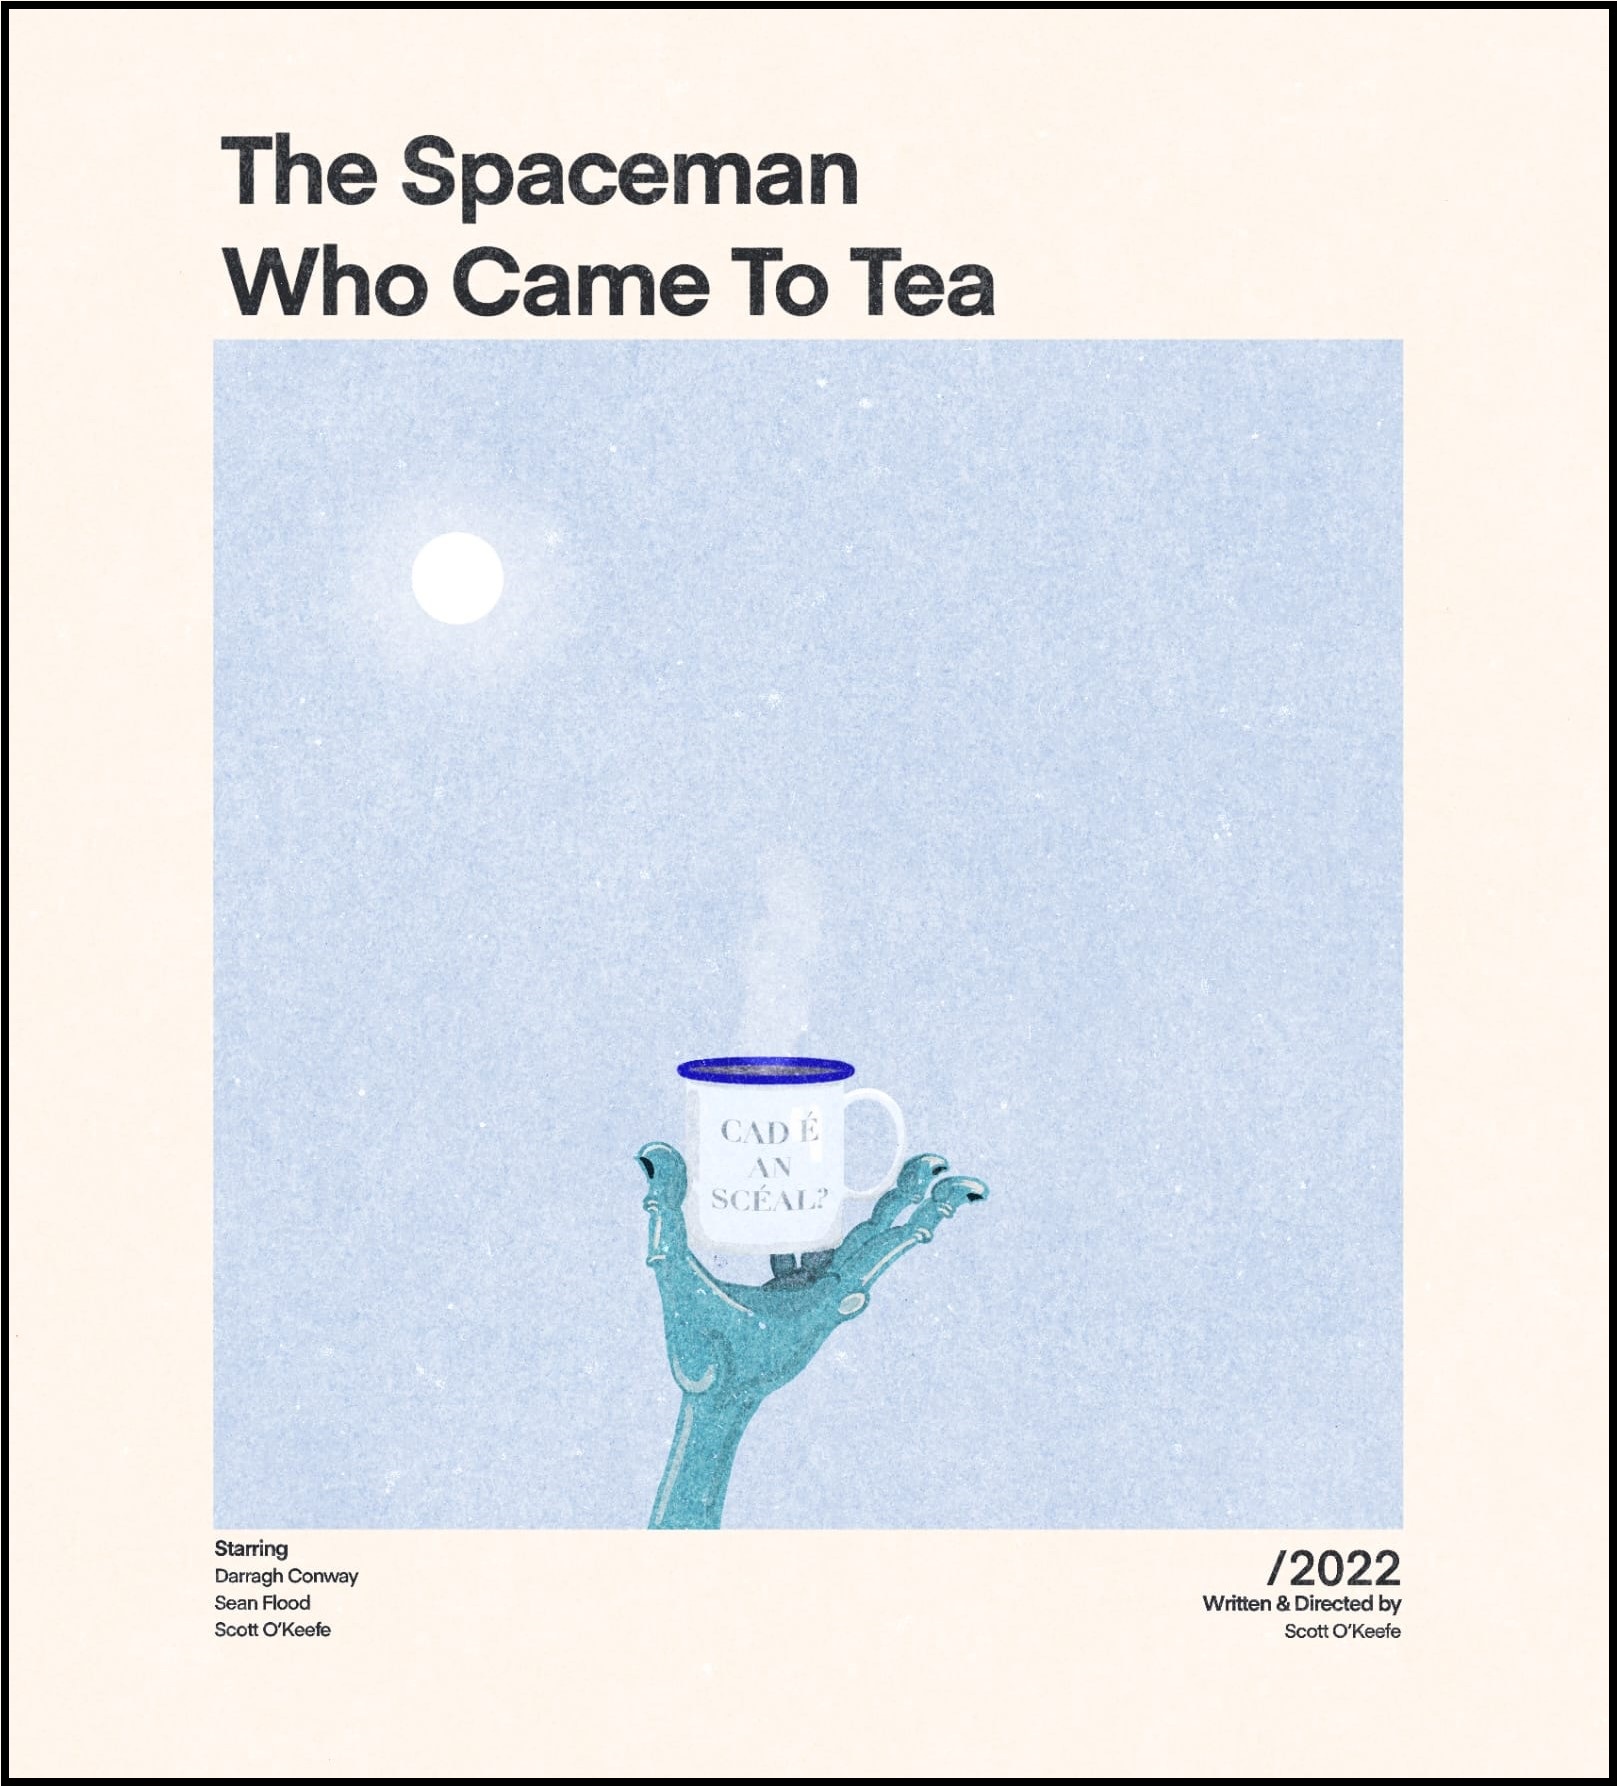 The Spaceman
Who Came To Tea
CAD É
AN
SCÉAL?
Starring
Darragh Conway
Sean Flood
Scott O'Keefe
/2022
Written & Directed by
Scott O'Keefe